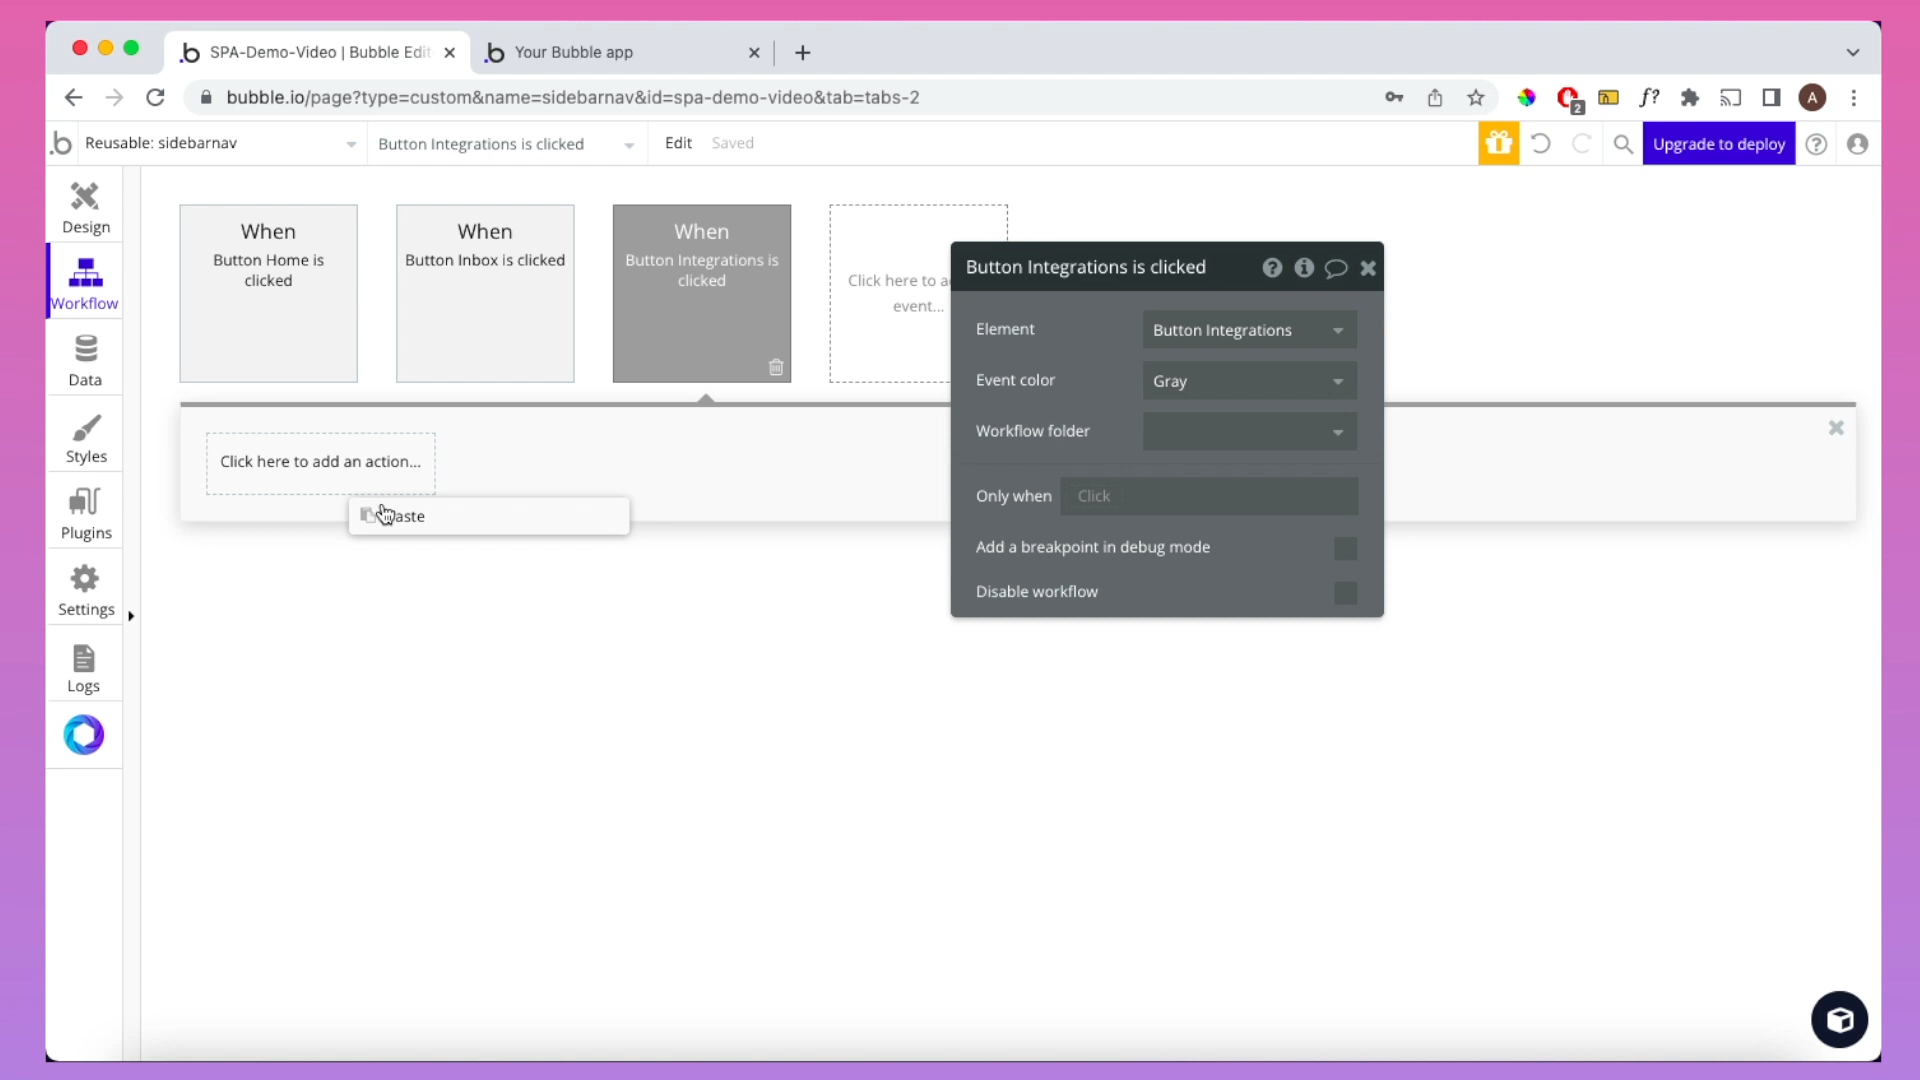 SPA-Demo-Video | Bubble Edit
Your Bubble app
bubble.io/page?type=custom&name=sidebarnav&id=spa-demo-video&tab=tabs-2
f?
2
A
Reusable: sidebarnav
Button Integrations is clicked
Edit
Saved
Upgrade to deploy
Design
Workflow
Data
Styles
Plugins
Settings
Logs
When
Button Home is
clicked
When
Button Inbox is clicked
When
Button Integrations is
clicked
Click here to a
event...
Click here to add an action...
aste
Button Integrations is clicked
Element
Button Integrations
Event color
Gray
Workflow folder
Only when
Click
Add a breakpoint in debug mode
Disable workflow